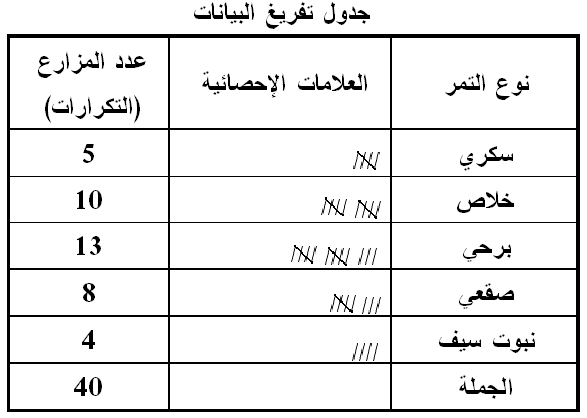 جدول تفريغ البيانات
نوع التمر العلامات الإحصائية عدد المزارع (التكرارات)
سكري 5
خلاص 10
برحي 13
صقعي 8
نبوت سيف 4
الجملة 40